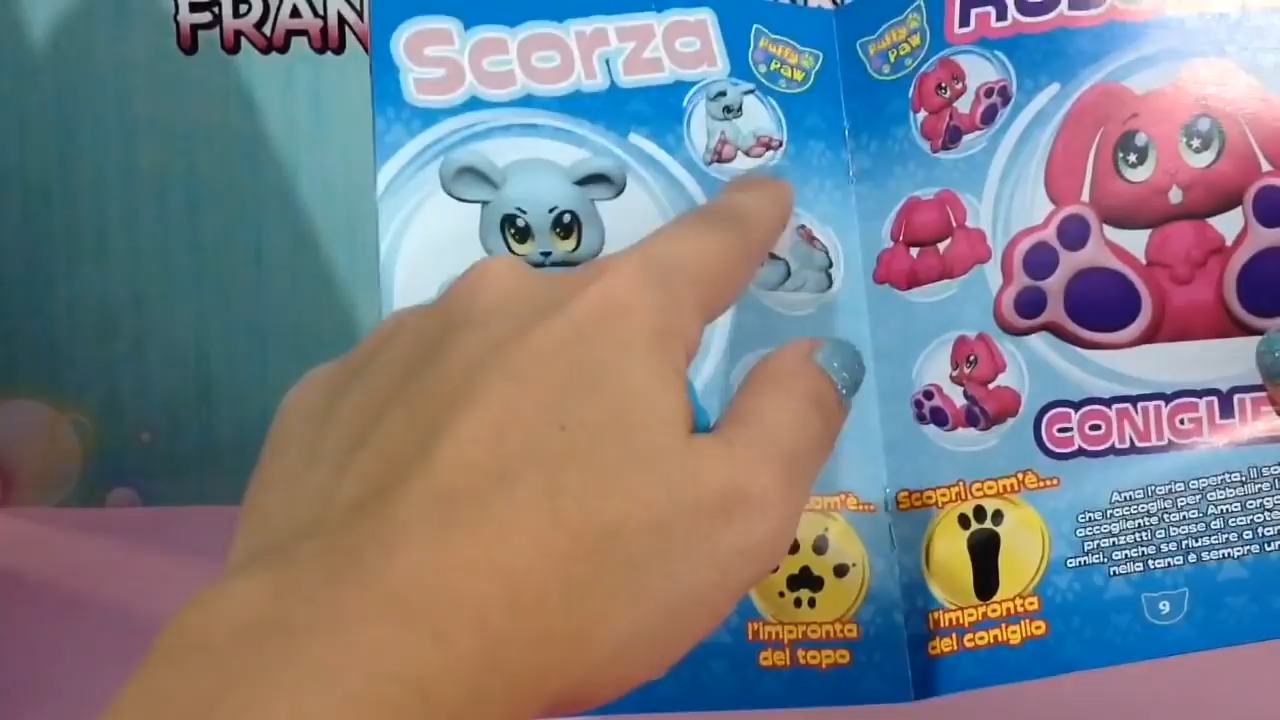 FRAN
Scorza
Puffy
Paw
com'è...
l'impronta
del topo
Puffy
Paw
CONIGLI
Scopri com'è...
l'impronta
del coniglio
Ama l'aria aperta, il
che raccoglie per abbellire
accogliente tana. Ama
pranzetti a base di carote
amici, anche se riuscire a
nella tana è sempre
9